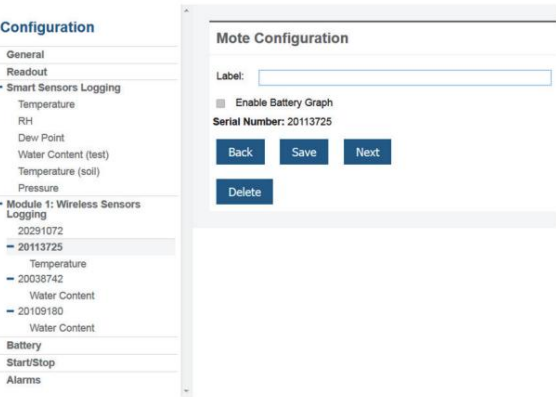 Configuration
General
Readout
Smart Sensors Logging
Temperature
RH
Dew Point
Water Content (test)
Temperature (soil)
Pressure
Module 1: Wireless Sensors
Logging
20291072
20113725
Temperature
20038742
Water Content
20109180
Water Content
Battery
Start/Stop
Alarms
Mote Configuration
Label:
Enable Battery Graph
Serial Number: 20113725
Back Save Next
Delete